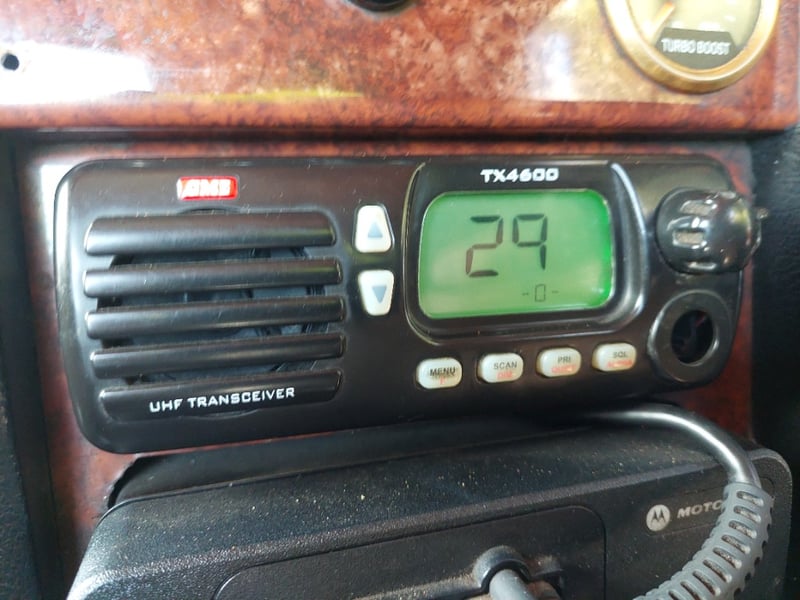 TURBO BOOST
GME
TX4600
29
-0-
MENU
SCAN
PRI
SQL
UHF TRANSCEIVER
MOTO